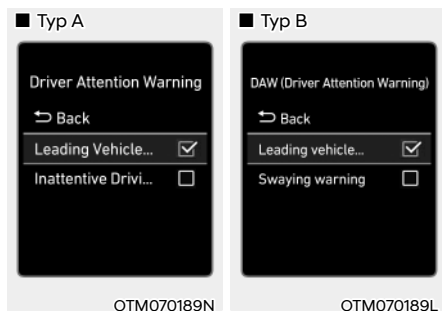 ■ Typ A
Driver Attention Warning
⮌ Back
Leading Vehicle...
Inattentive Drivi...
OTM070189N
■ Typ B
DAW (Driver Attention Warning)
⮌ Back
Leading vehicle...
Swaying warning
OTM070189L